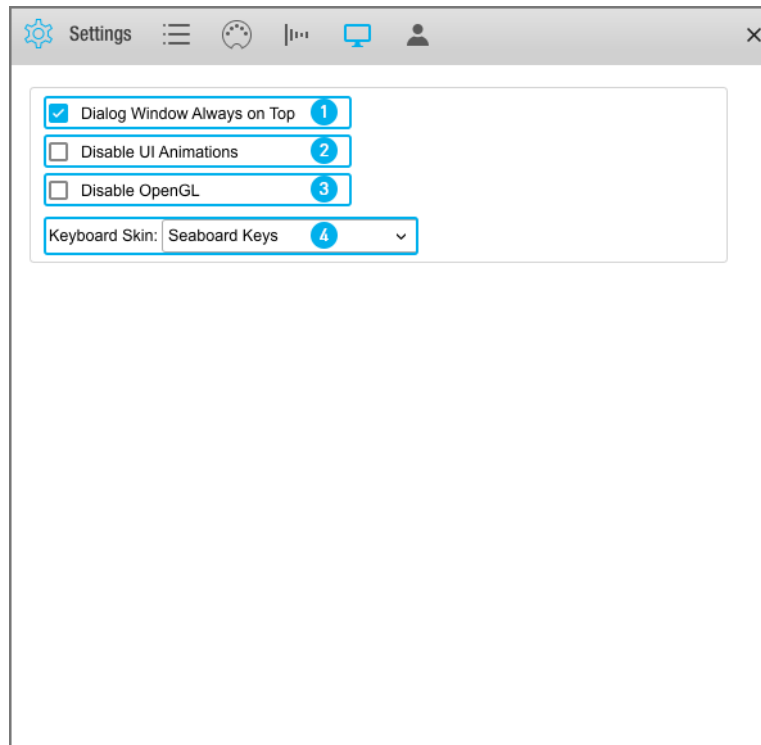 Settings
Dialog Window Always on Top 1
Disable UI Animations 2
Disable OpenGL 3
Keyboard Skin: Seaboard Keys 4